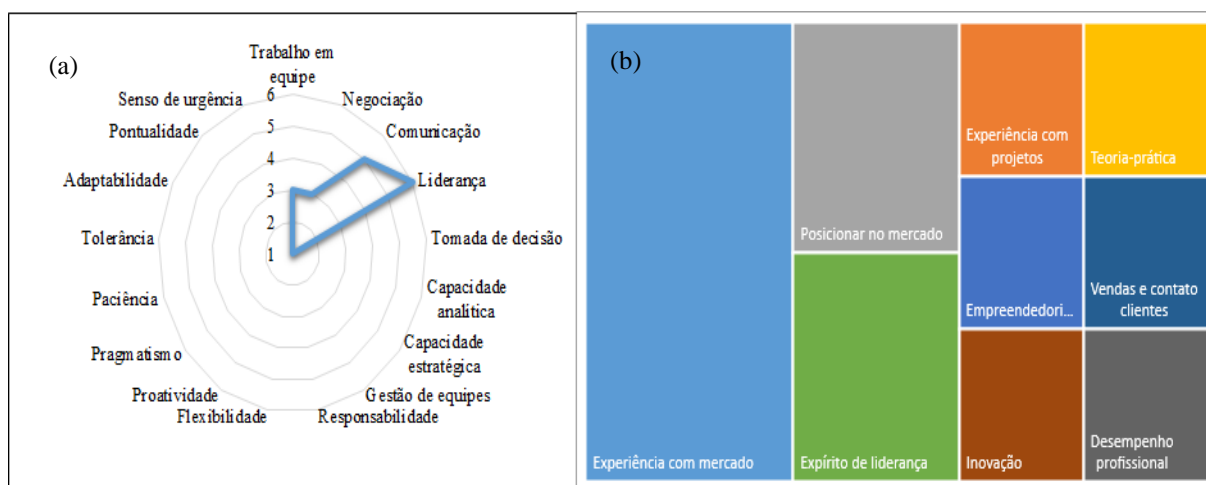 (a)
Trabalho em
equipe
Negociação
Comunicação
Liderança
Tomada de decisão
Capacidade
analítica
Capacidade
estratégica
Gestão de equipes
Responsabilidade
Flexibilidade
Proatividade
Pragmatismo
Paciência
Tolerância
Adaptabilidade
Pontualidade
Senso de urgência
6
5
4
3
2
1
(b)
Experiência com mercado
Posicionar no mercado
Expírito de liderança
Experiência com
projetos
Teoria-prática
Empreendedori...
Vendas e contato
clientes
Inovação
Desempenho
profissional